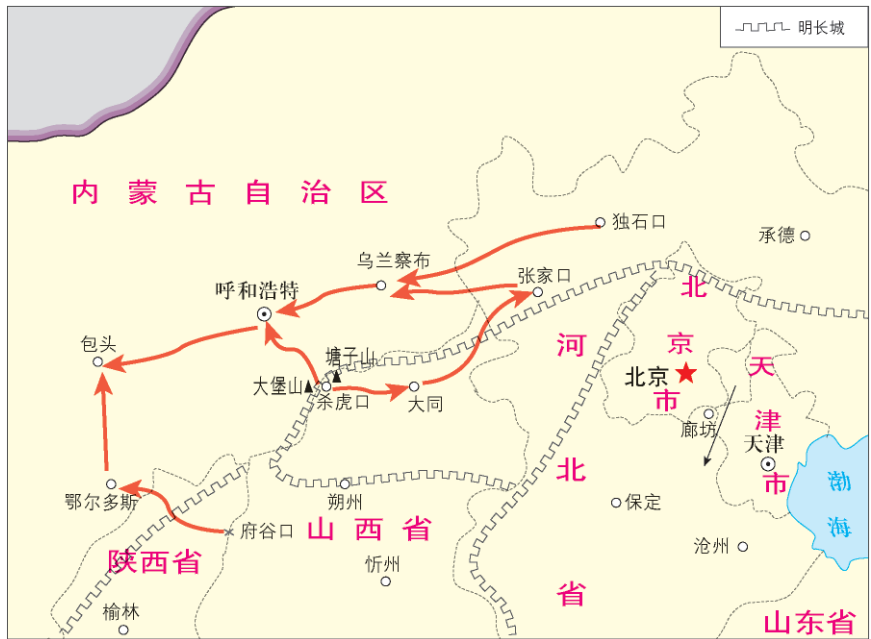 明长城
内蒙古自治区
独石口
承德
乌兰察布
张家口
呼和浩特
北京市
包头
塘子山
河北省
大堡山
杀虎口
大同
北京
天津市
廊坊
天津
鄂尔多斯
朔州
保定
渤海
府谷口
山西省
陕西省
沧州
忻州
榆林
山东省